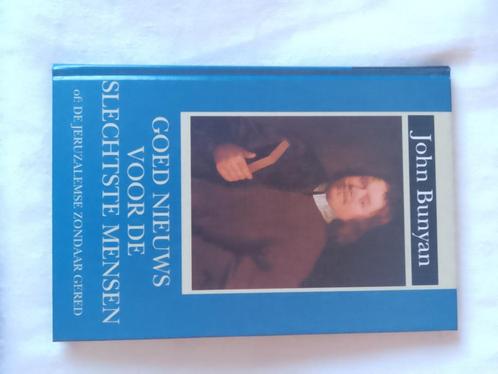 John Bunyan
GOED NIEUWS
VOOR DE
SLECHTSTE MENSEN
of: DE JERUZALEMSE ZONDAAR GERED